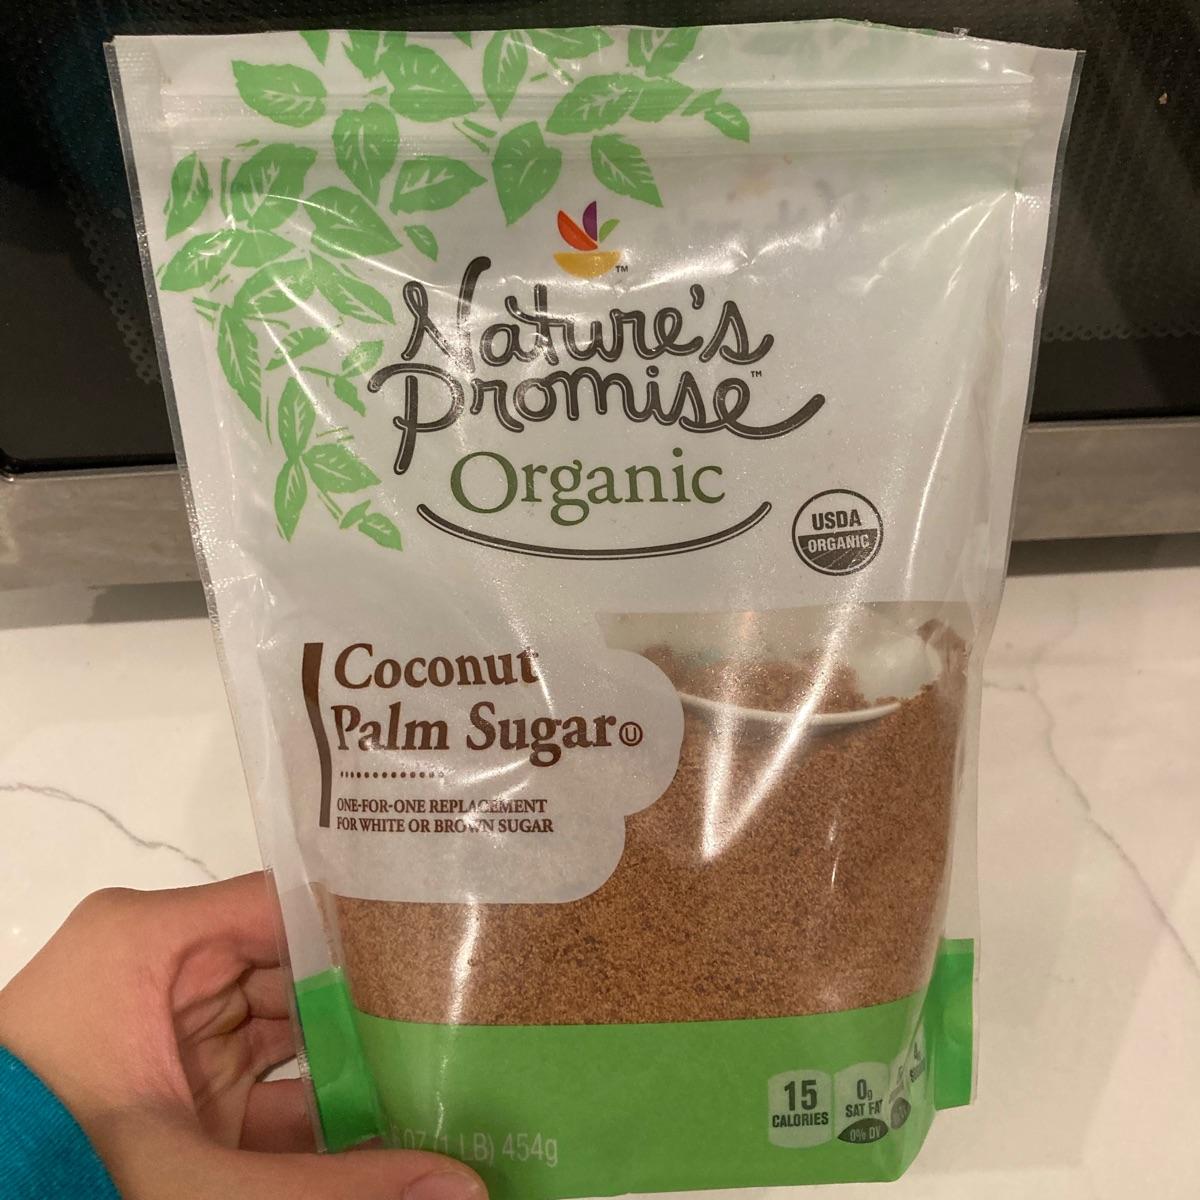 Nature's
Promise™
™
Organic
USDA
ORGANIC
Coconut
Palm Sugar Ⓤ
ONE-FOR-ONE REPLACEMENT
FOR WHITE OR BROWN SUGAR
15
CALORIES
0g
SAT FAT
0% DV
OZ (1 LB) 454g